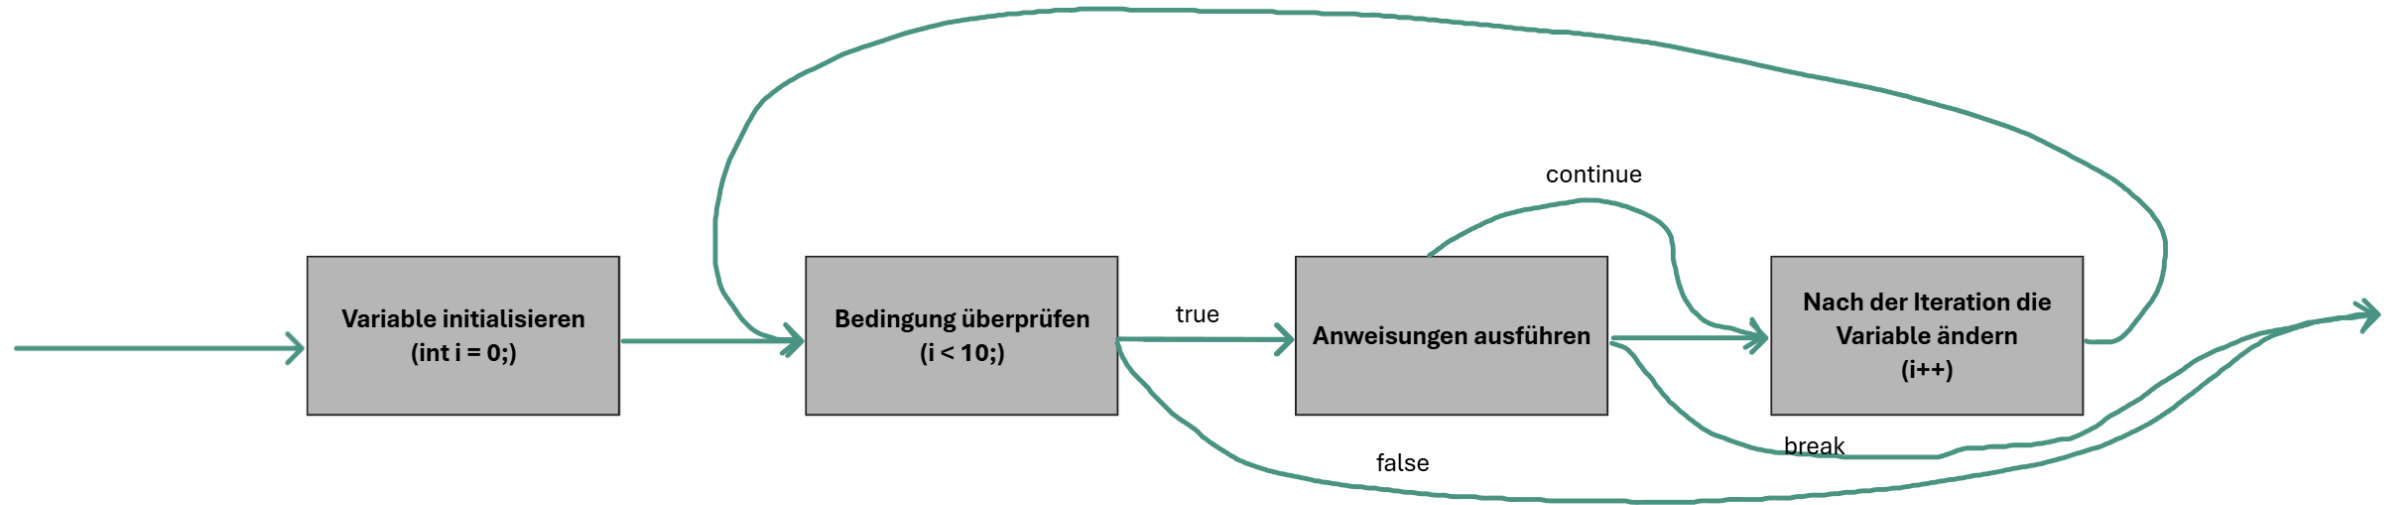 Variable initialisieren
(int i = 0;)
Bedingung überprüfen
(i < 10;)
true
false
Anweisungen ausführen
continue
break
Nach der Iteration die
Variable ändern
(i++)